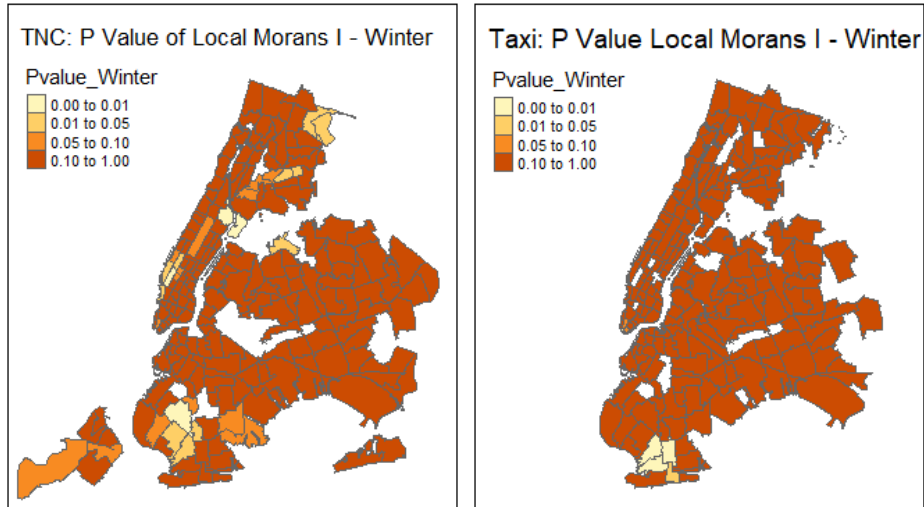 TNC: P Value of Local Morans I - Winter
Pvalue_Winter
0.00 to 0.01
0.01 to 0.05
0.05 to 0.10
0.10 to 1.00
Taxi: P Value Local Morans I - Winter
Pvalue_Winter
0.00 to 0.01
0.01 to 0.05
0.05 to 0.10
0.10 to 1.00